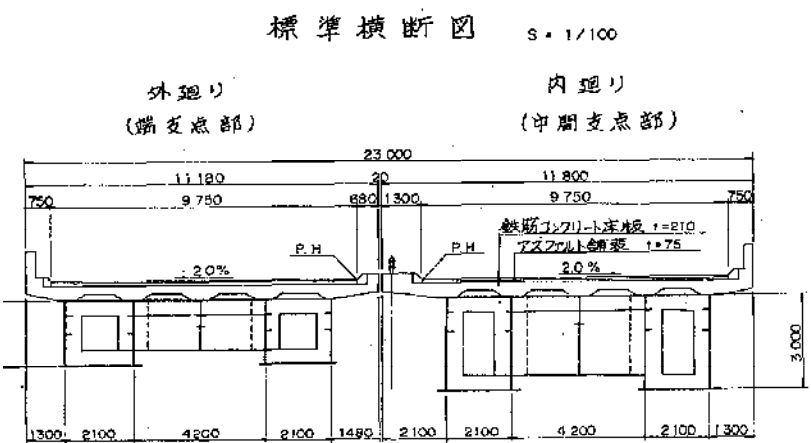 標準横断図 S=1/100
外廻り 内廻り
(端支点部) (中間支点部)
23 000
11 180 20 11 800
750 9 750 680 1300 9 750 750
鉄筋コンクリート床版 t=210
P.H P.H アスファルト舗装 t=75
2.0% 2.0%
3,000
1300 2100 4200 2100 1480 2100 2100 4 200 2100 1300